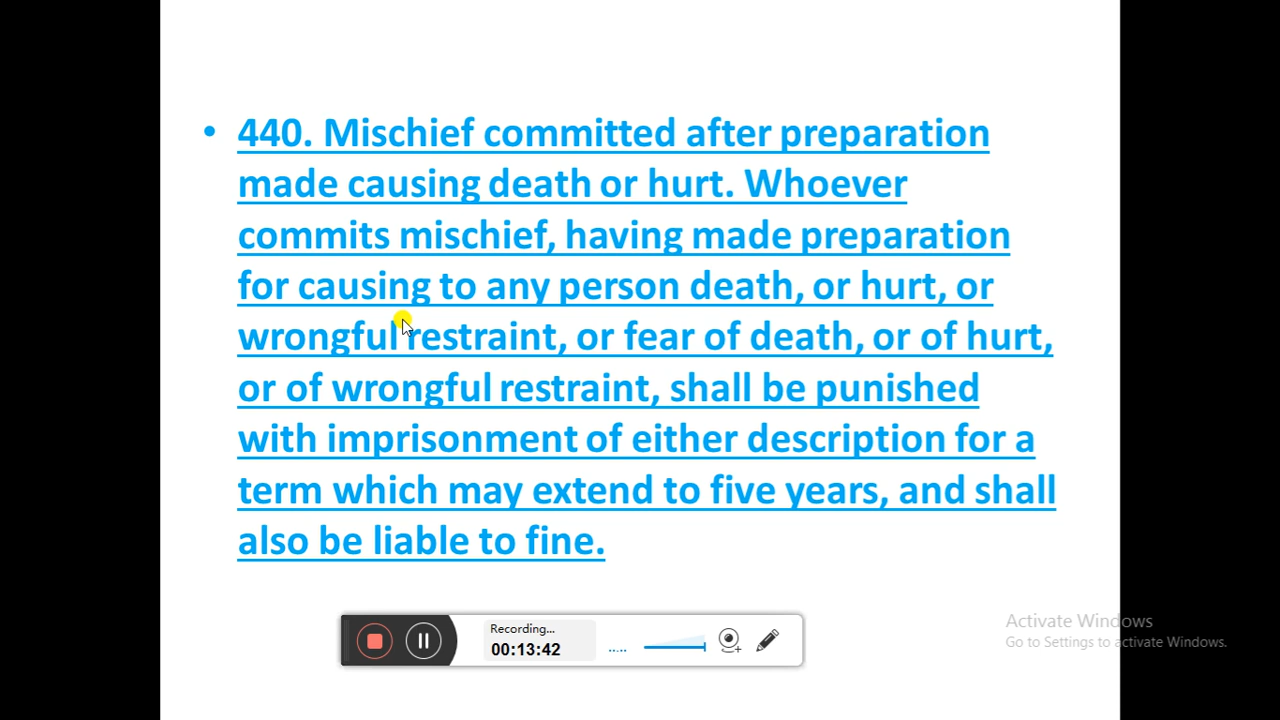 • 440. Mischief committed after preparation
made causing death or hurt. Whoever
commits mischief, having made preparation
for causing to any person death, or hurt, or
wrongful restraint, or fear of death, or of hurt,
or of wrongful restraint, shall be punished
with imprisonment of either description for a
term which may extend to five years, and shall
also be liable to fine.
Recording...
00:13:42
Activate Windows
Go to Settings to activate Windows.